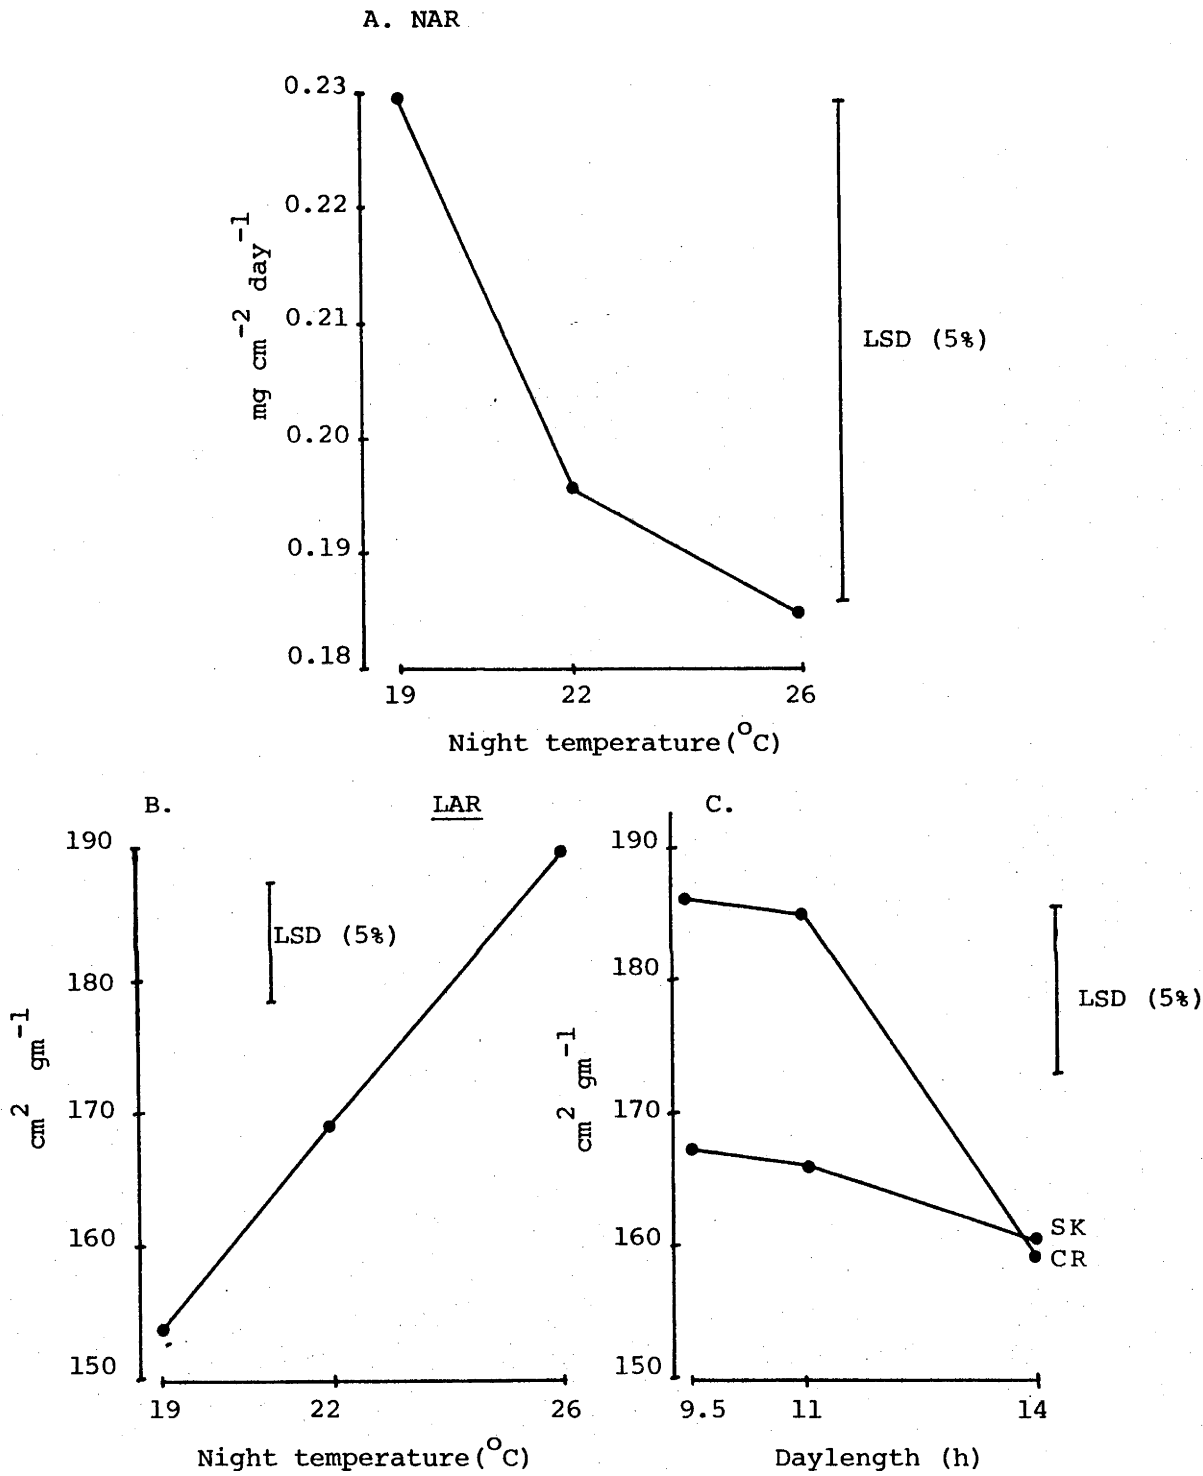 A. NAR
0.23
0.22
0.21
0.20
0.19
0.18
mg cm⁻² day⁻¹
LSD (5%)
19 22 26
Night temperature(°C)
B. LAR C.
190
180
170
160
150
cm² gm⁻¹
LSD (5%)
19 22 26
Night temperature(°C)
190
180
170
160
150
cm² gm⁻¹
LSD (5%)
SK
CR
9.5 11 14
Daylength (h)